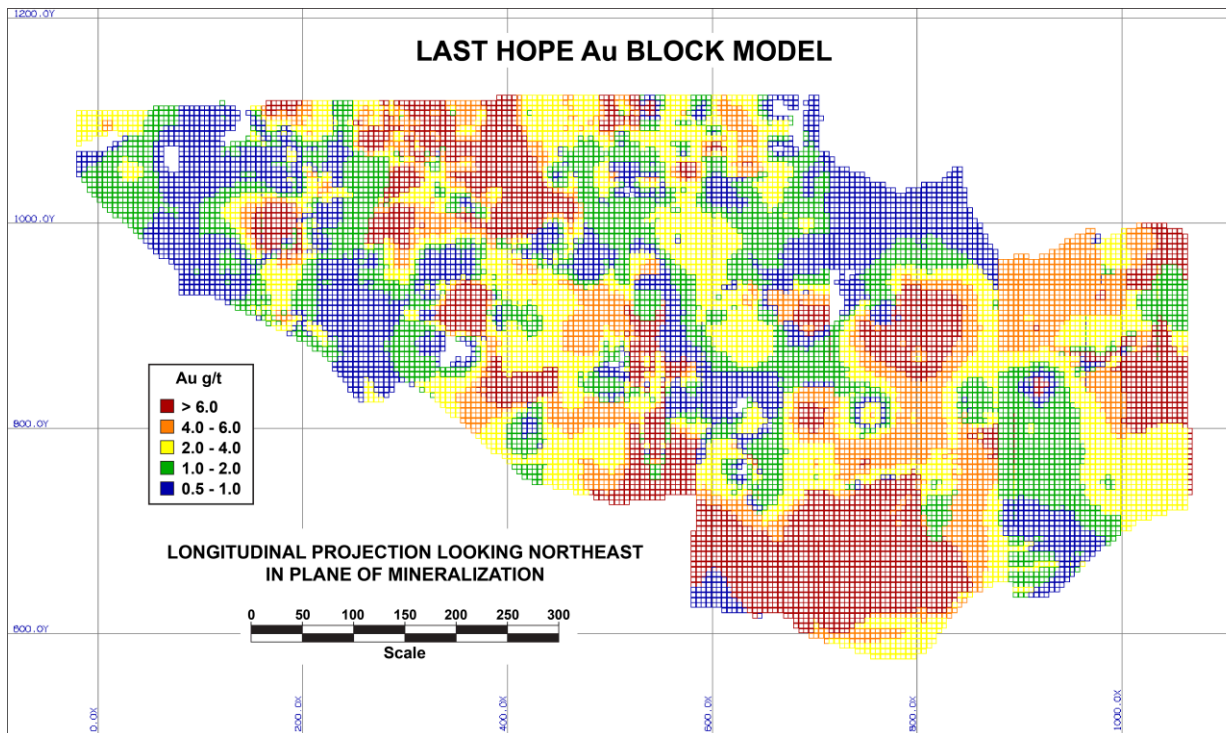 1200.0Y
LAST HOPE Au BLOCK MODEL
1000.0Y
Au g/t
> 6.0
4.0 - 6.0
2.0 - 4.0
1.0 - 2.0
0.5 - 1.0
800.0Y
LONGITUDINAL PROJECTION LOOKING NORTHEAST
IN PLANE OF MINERALIZATION
0 50 100 150 200 250 300
Scale
600.0Y
0.0X 200.0X 400.0X 600.0X 800.0X 1000.0X